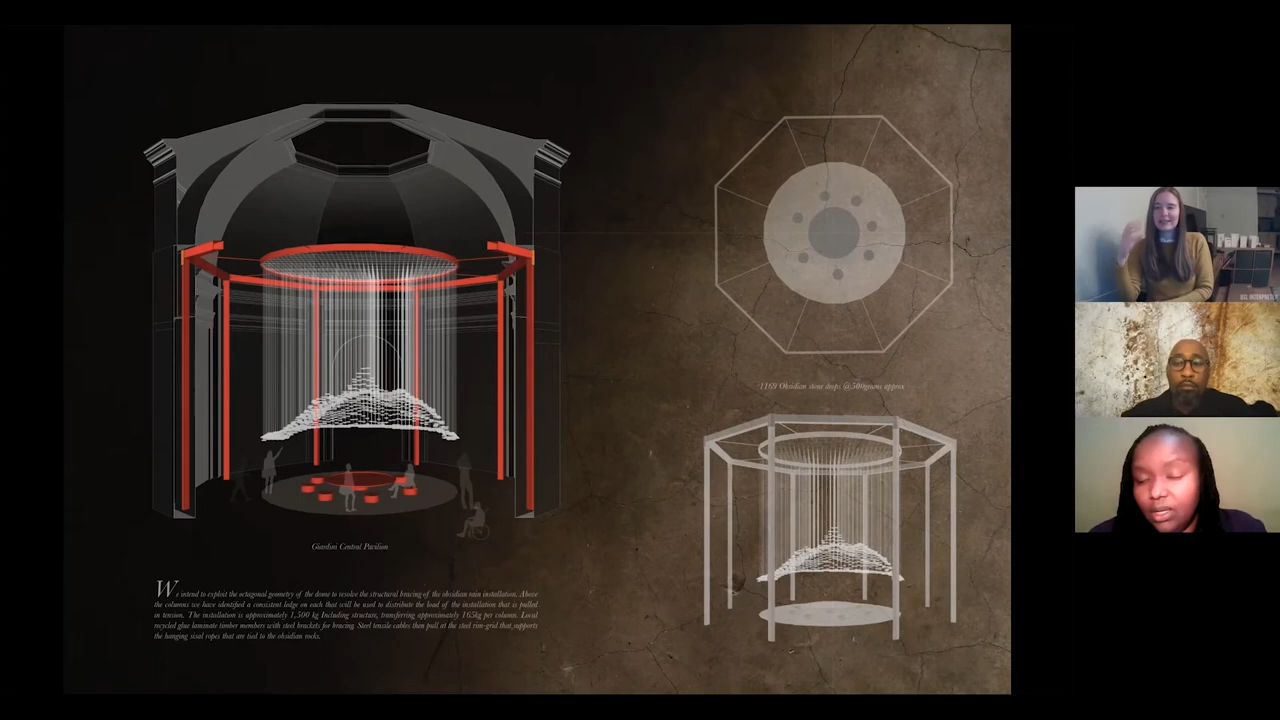 BSL INTERPRETER
1169 Obsidian stone drops @500grams approx
Giardini Central Pavilion
We intend to exploit the octagonal geometry of the dome to resolve the structural bracing of the obsidian rain installation. Above
the columns we have identified a consistent ledge on each that will be used to distribute the load of the installation that is pulled
in tension. The installation is approximately 1,500 kg Including structure, transferring approximately 165kg per column. Local
recycled glue laminate timber members with steel brackets for bracing. Steel tensile cables then pull at the steel rim-grid that supports
the hanging sisal ropes that are tied to the obsidian rocks.